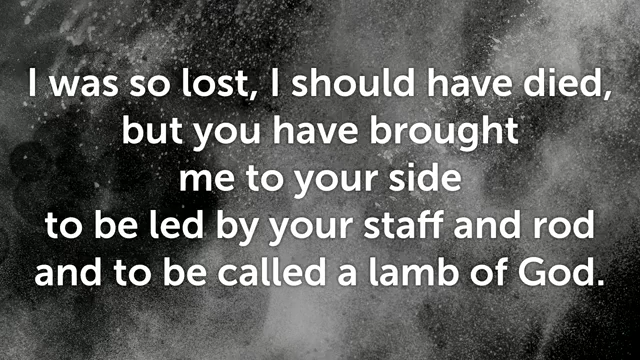 I was so lost, I should have died,
but you have brought
me to your side
to be led by your staff and rod
and to be called a lamb of God.